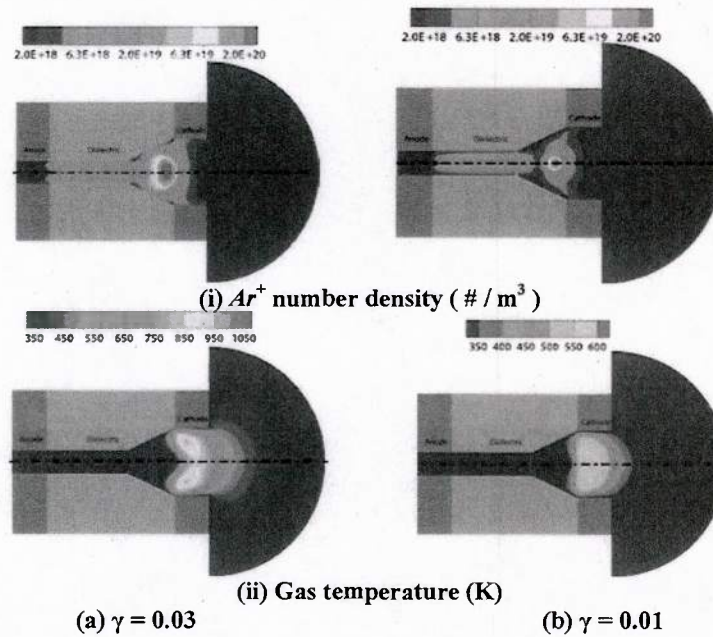 2.0E+18 6.3E+18 2.0E+19 6.3E+19 2.0E+20
2.0E+18 6.3E+18 2.0E+19 6.3E+19 2.0E+20
Anode Dielectric Cathode
Anode Dielectric Cathode
(i) Ar⁺ number density ( # / m³ )
350 450 550 650 750 850 950 1050
350 400 450 500 550 600
Anode Dielectric Cathode
Anode Dielectric Cathode
(ii) Gas temperature (K)
(a) γ = 0.03 (b) γ = 0.01